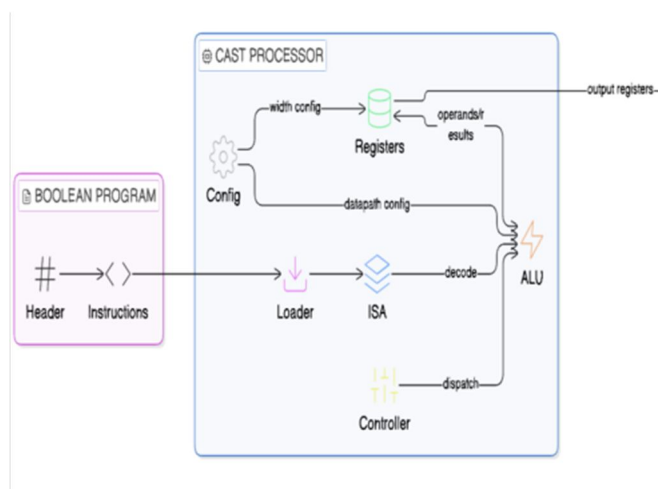 CAST PROCESSOR
output registers
width config
operands/r
esults
Registers
Config
BOOLEAN PROGRAM
datapath config
decode
ALU
Header
Instructions
Loader
ISA
dispatch
Controller